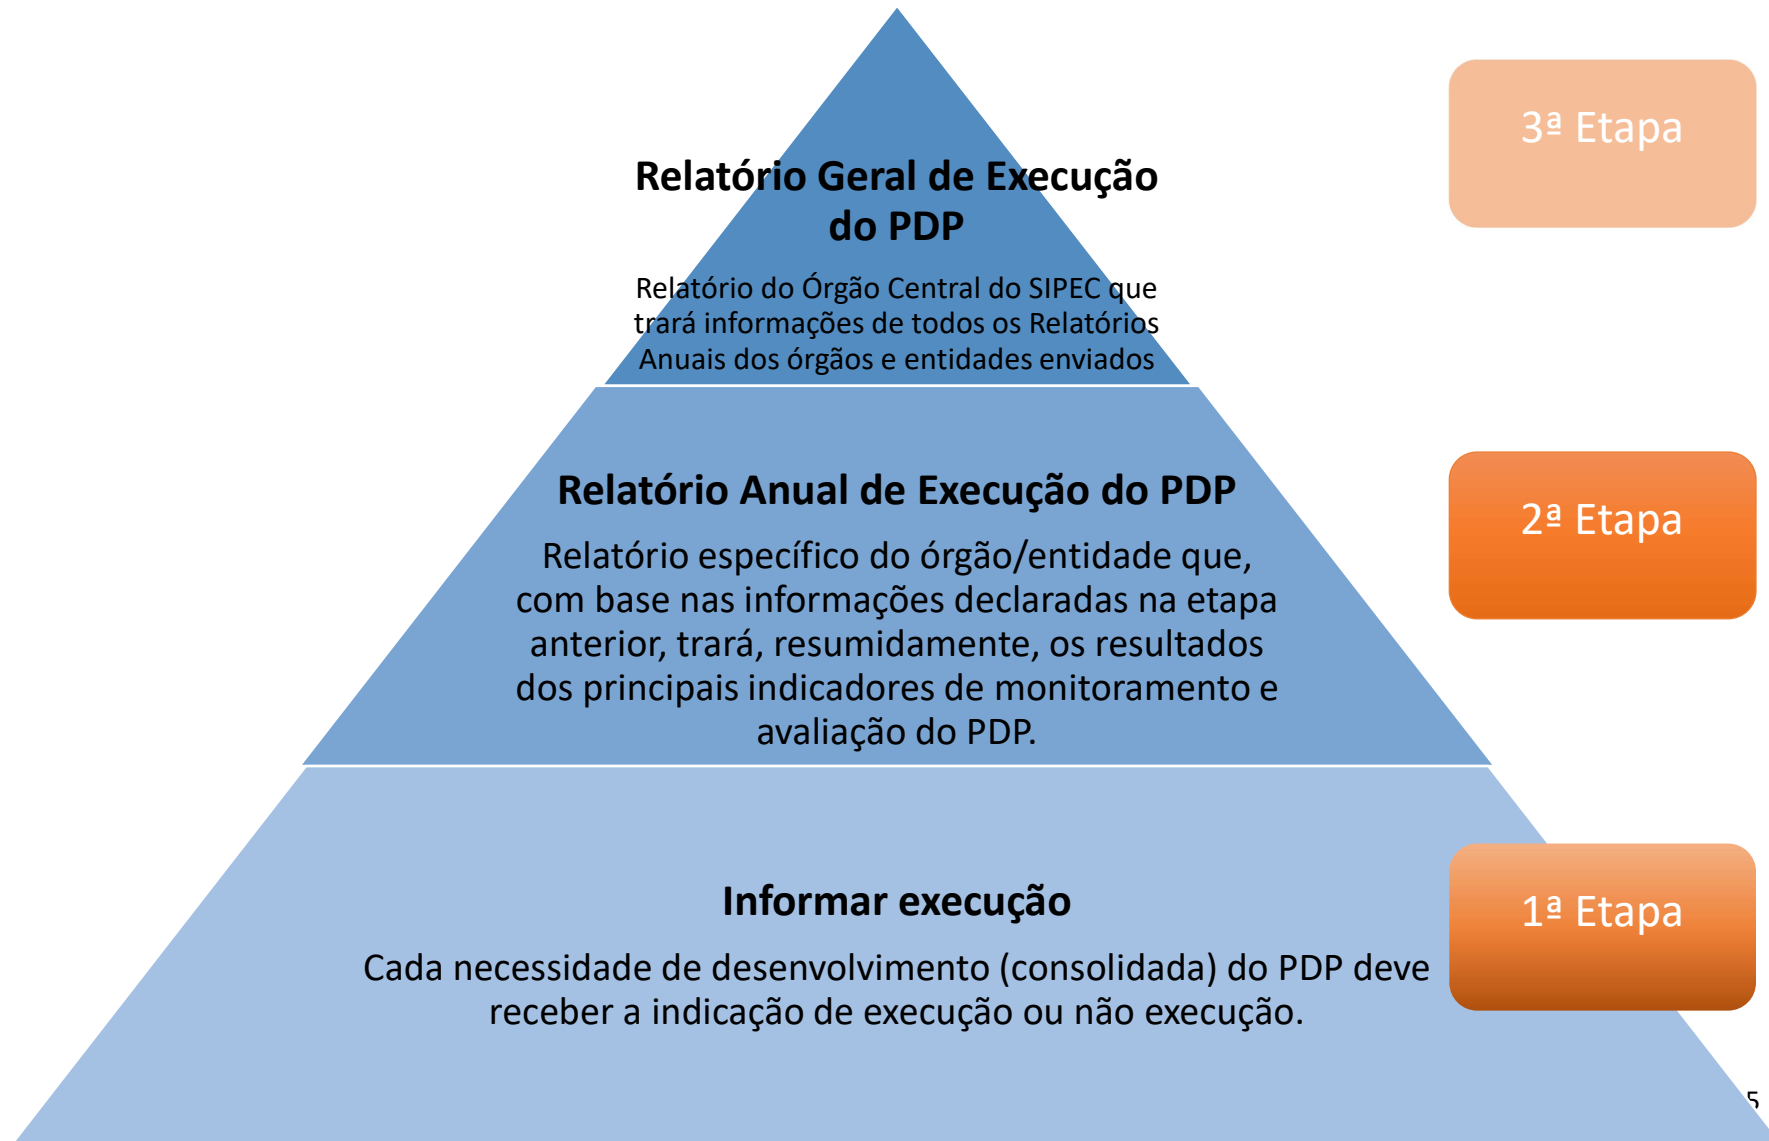 3ª Etapa
Relatório Geral de Execução
do PDP
Relatório do Órgão Central do SIPEC que
trará informações de todos os Relatórios
Anuais dos órgãos e entidades enviados
2ª Etapa
Relatório Anual de Execução do PDP
Relatório específico do órgão/entidade que,
com base nas informações declaradas na etapa
anterior, trará, resumidamente, os resultados
dos principais indicadores de monitoramento e
avaliação do PDP.
1ª Etapa
Informar execução
Cada necessidade de desenvolvimento (consolidada) do PDP deve
receber a indicação de execução ou não execução.
5